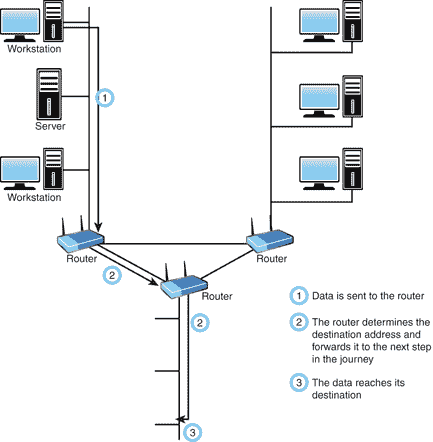 Workstation
1
Server
Workstation
Router
Router
2
Router
2
3
1 Data is sent to the router
2 The router determines the
destination address and
forwards it to the next step
in the journey
3 The data reaches its
destination